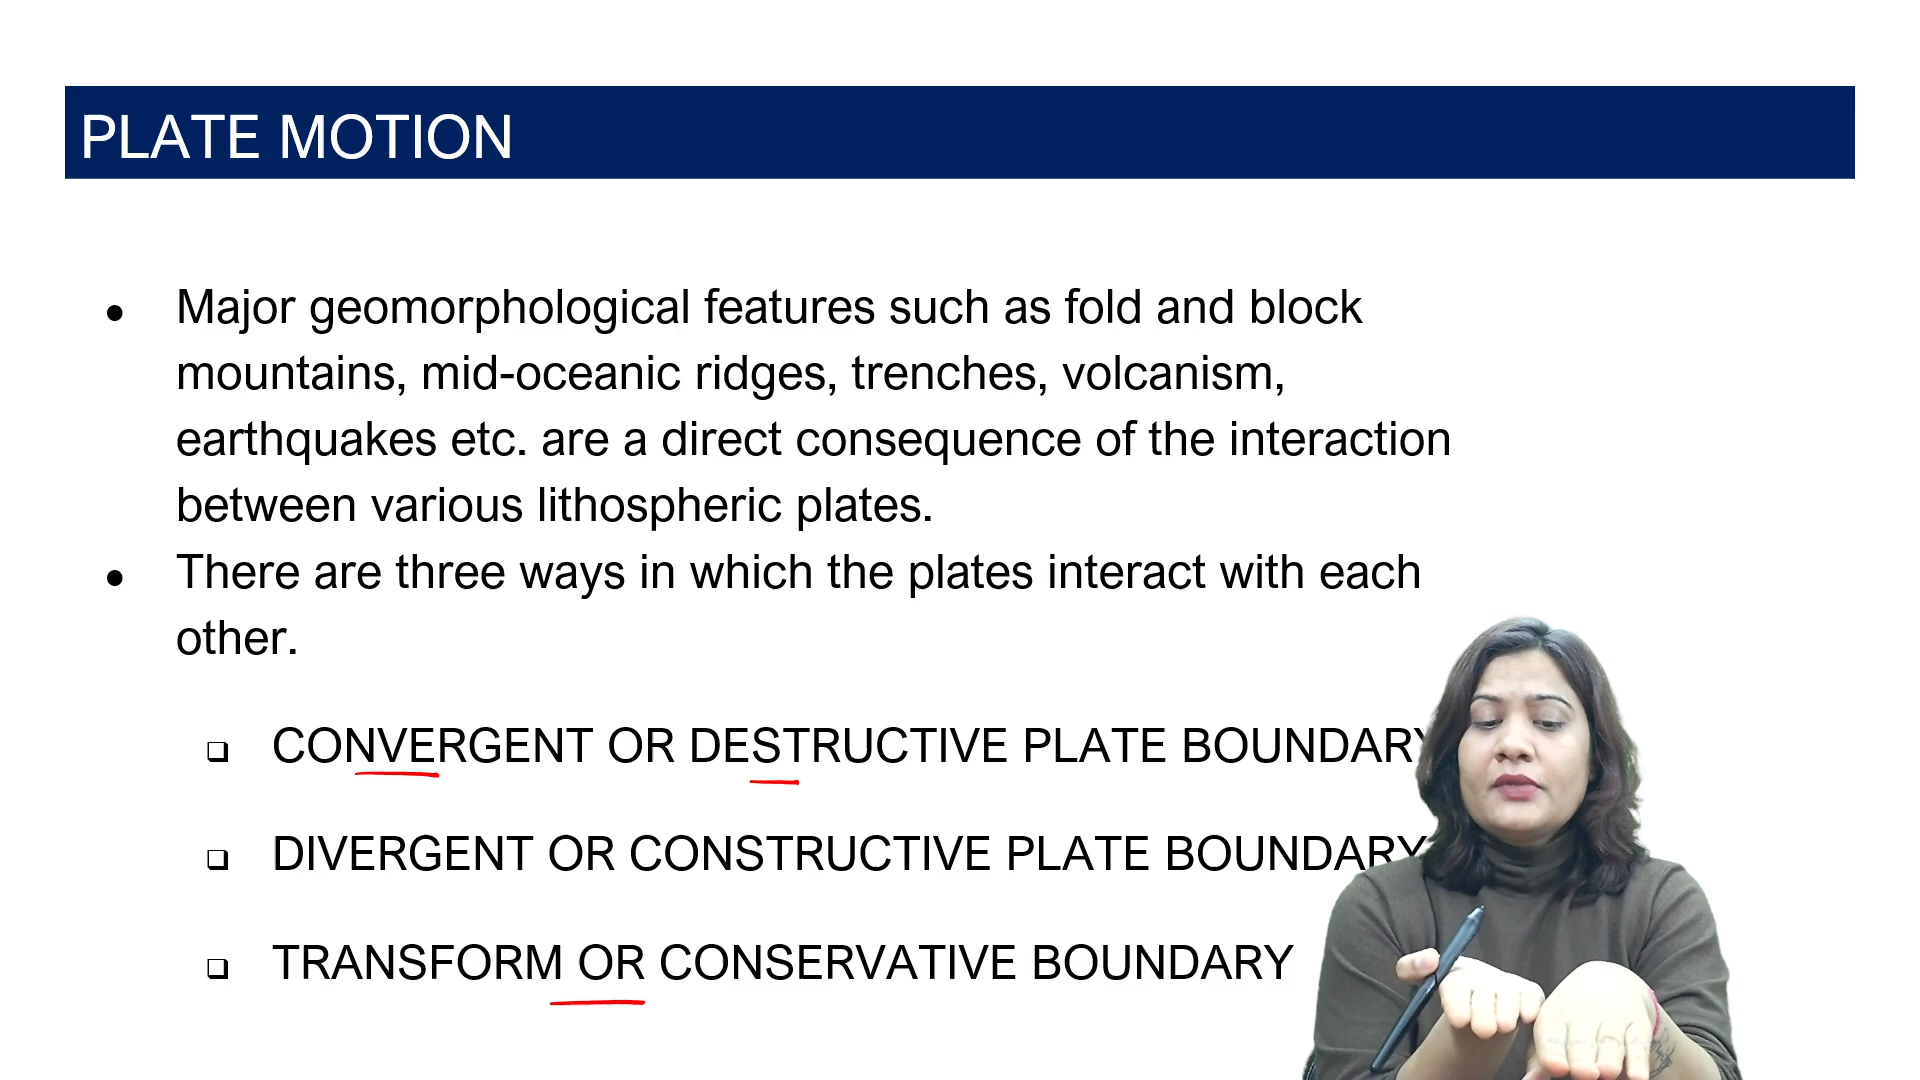 PLATE MOTION
● Major geomorphological features such as fold and block
mountains, mid-oceanic ridges, trenches, volcanism,
earthquakes etc. are a direct consequence of the interaction
between various lithospheric plates.
● There are three ways in which the plates interact with each
other.
❑ CONVERGENT OR DESTRUCTIVE PLATE BOUNDARY
❑ DIVERGENT OR CONSTRUCTIVE PLATE BOUNDARY
❑ TRANSFORM OR CONSERVATIVE BOUNDARY